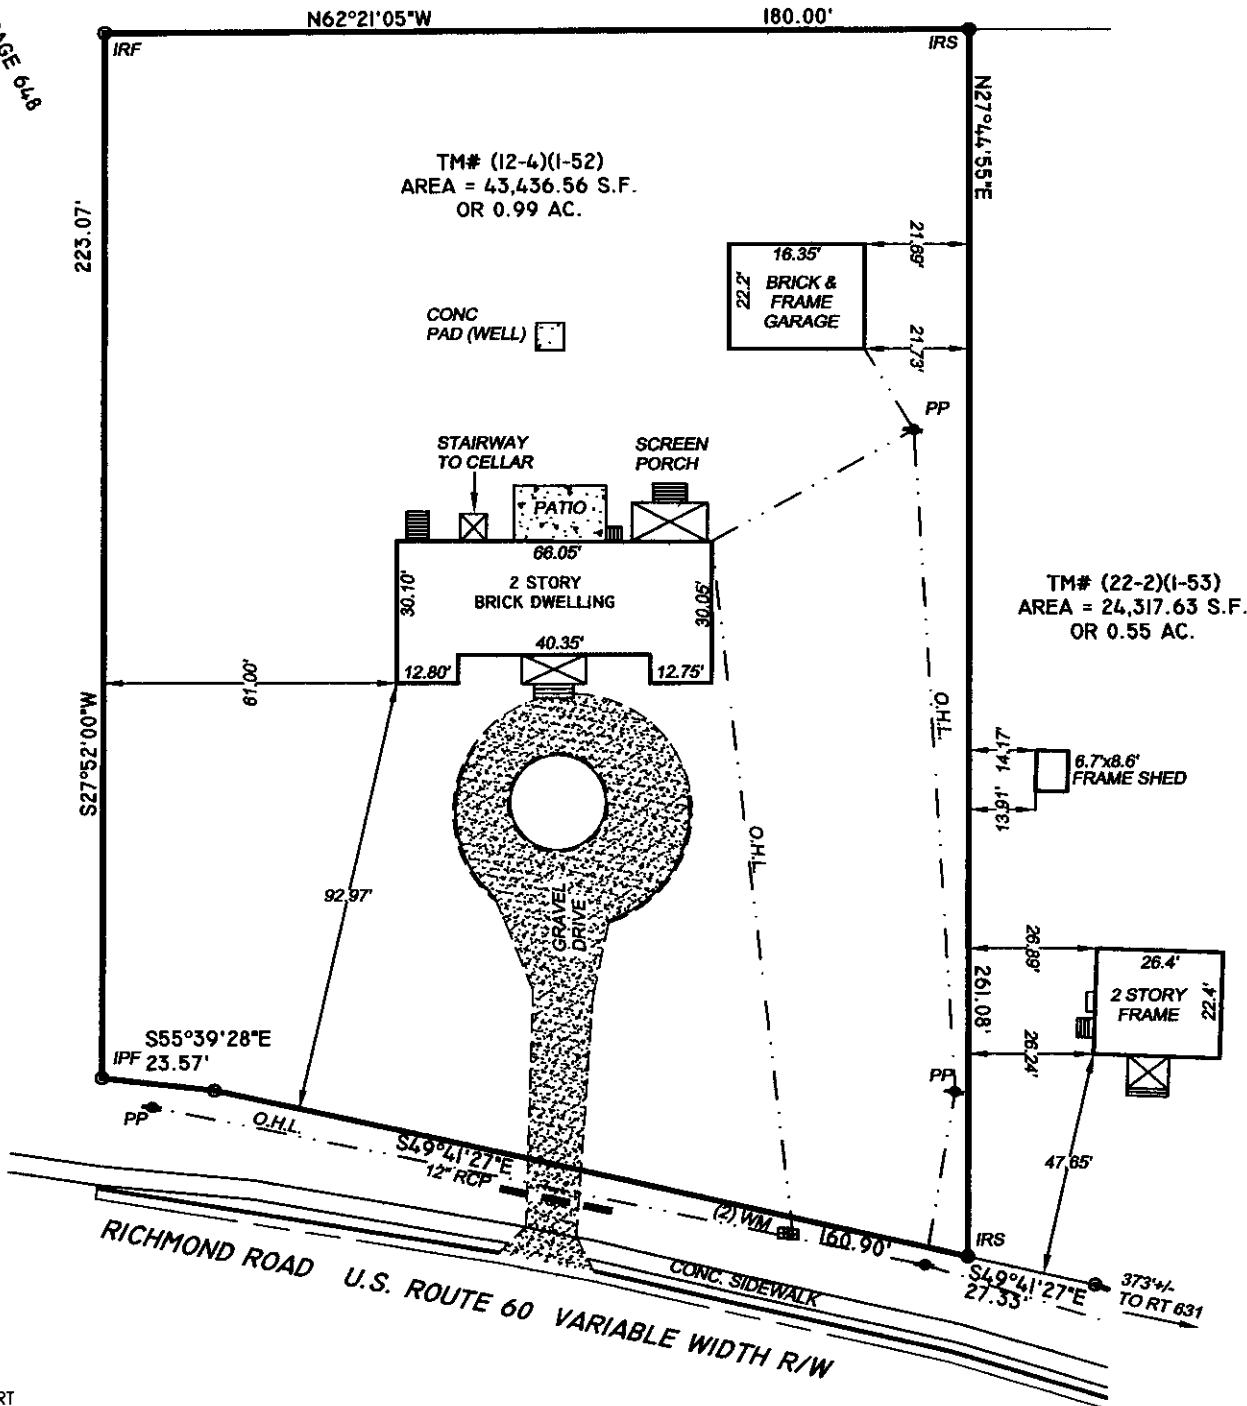 N62°21'05"W
180.00'
IRF
IRS
AGE 648
N27°44'55"E
TM# (12-4)(1-52)
AREA = 43,436.56 S.F.
OR 0.99 AC.
223.07'
21.89'
16.35'
22.2'
BRICK &
FRAME
GARAGE
CONC
PAD (WELL)
21.73'
PP
STAIRWAY
TO CELLAR
SCREEN
PORCH
PATIO
66.05'
30.10'
2 STORY
BRICK DWELLING
30.05'
TM# (22-2)(1-53)
AREA = 24,317.63 S.F.
OR 0.55 AC.
40.35'
12.80'
12.75'
61.00'
S27°52'00"W
O.H.L.
14.17'
6.7'x8.6'
FRAME SHED
13.91'
O.H.L.
92.97'
GRAVEL
DRIVE
26.89'
26.4'
2 STORY
FRAME
22.4'
261.08'
26.24'
S55°39'28"E
IPF 23.57'
PP
PP
O.H.L.
S49°41'27"E
12" RCP
47.65'
(2) WM
160.90'
IRS
CONC. SIDEWALK
S49°41'27"E
27.33'
373'+/-
TO RT 631
RICHMOND ROAD U.S. ROUTE 60 VARIABLE WIDTH R/W
RT